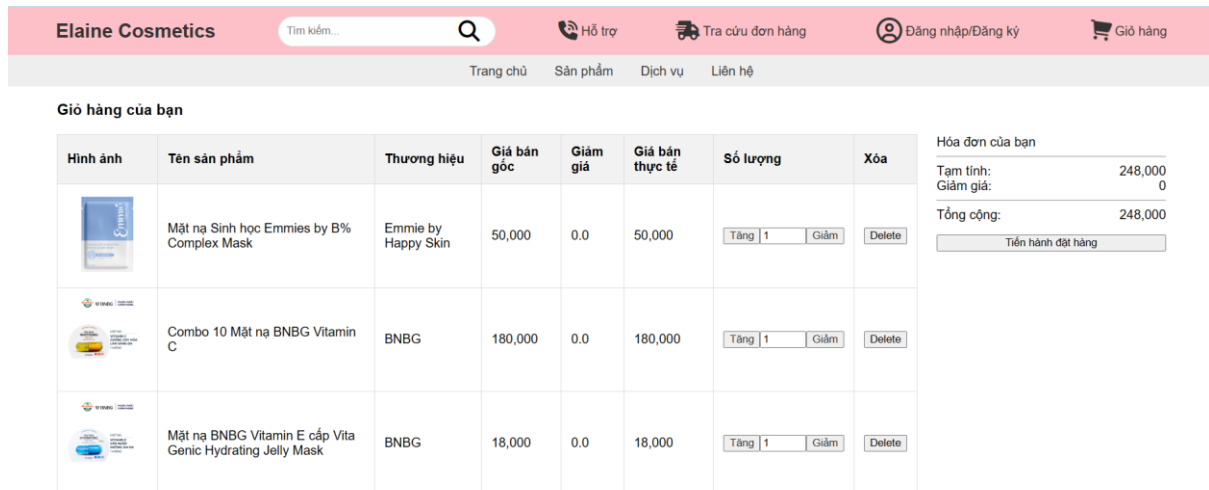 Elaine Cosmetics Tìm kiếm... Hỗ trợ Tra cứu đơn hàng Đăng nhập/Đăng ký Giỏ hàng
Trang chủ Sản phẩm Dịch vụ Liên hệ
Giỏ hàng của bạn
Hình ảnh Tên sản phẩm Thương hiệu Giá bán gốc Giảm giá Giá bán thực tế Số lượng Xóa
Emmié
Mặt nạ Sinh học Emmies by B%
Complex Mask
Emmie by
Happy Skin
50,000 0.0 50,000 Tăng 1 Giảm Delete
Combo 10 Mặt nạ BNBG Vitamin
C
BNBG 180,000 0.0 180,000 Tăng 1 Giảm Delete
Mặt nạ BNBG Vitamin E cấp Vita
Genic Hydrating Jelly Mask
BNBG 18,000 0.0 18,000 Tăng 1 Giảm Delete
Hóa đơn của bạn
Tạm tính: 248,000
Giảm giá: 0
Tổng cộng: 248,000
Tiến hành đặt hàng